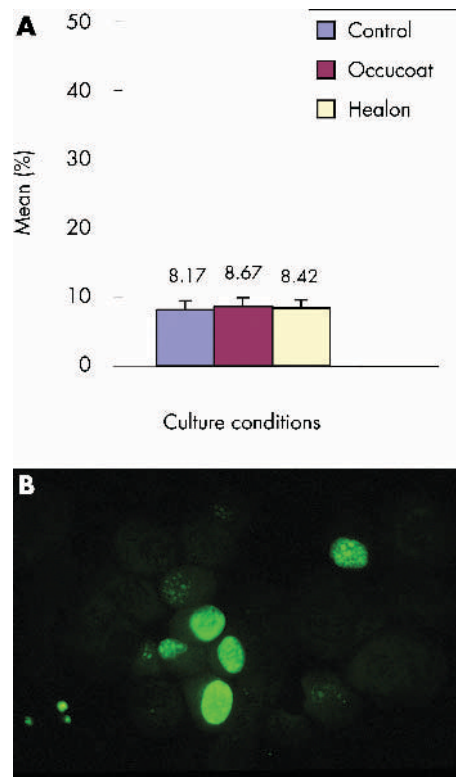 A
50
40
30
20
10
0
Mean (%)
Control
Occucoat
Healon
8.17
8.67
8.42
Culture conditions
B